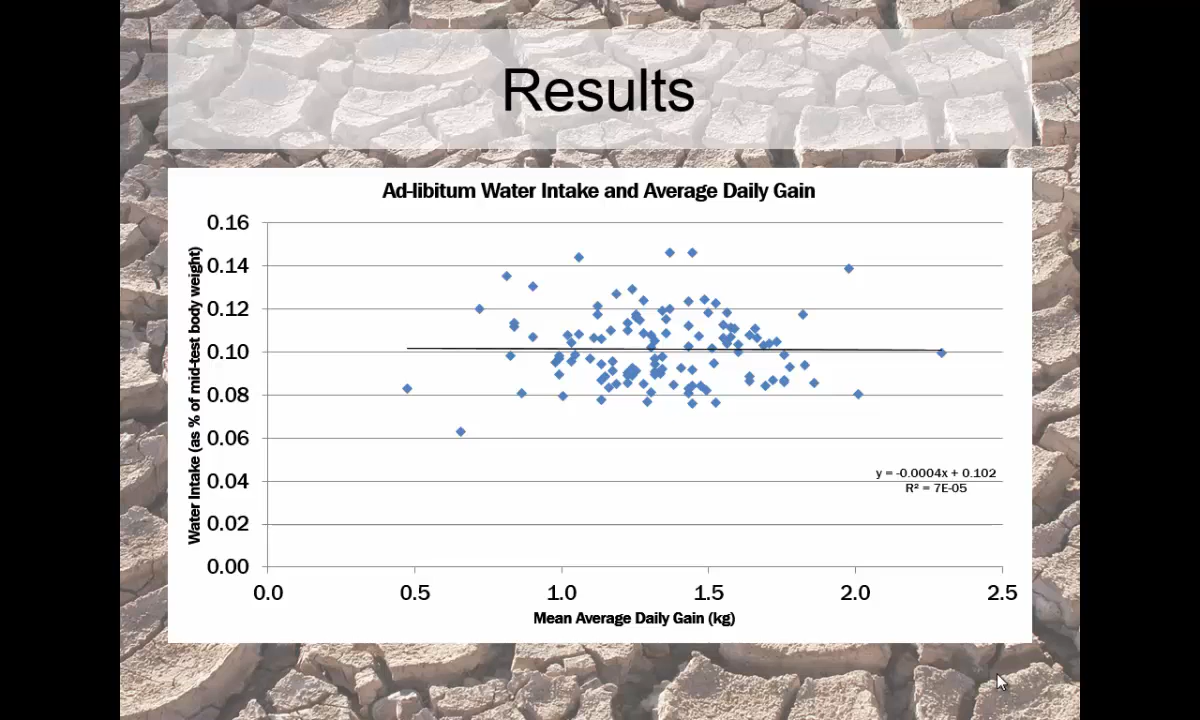 Results
Ad-libitum Water Intake and Average Daily Gain
Water Intake (as % of mid-test body weight)
0.16
0.14
0.12
0.10
0.08
0.06
0.04
0.02
0.00
y = -0.0004x + 0.102
R² = 7E-05
0.0 0.5 1.0 1.5 2.0 2.5
Mean Average Daily Gain (kg)